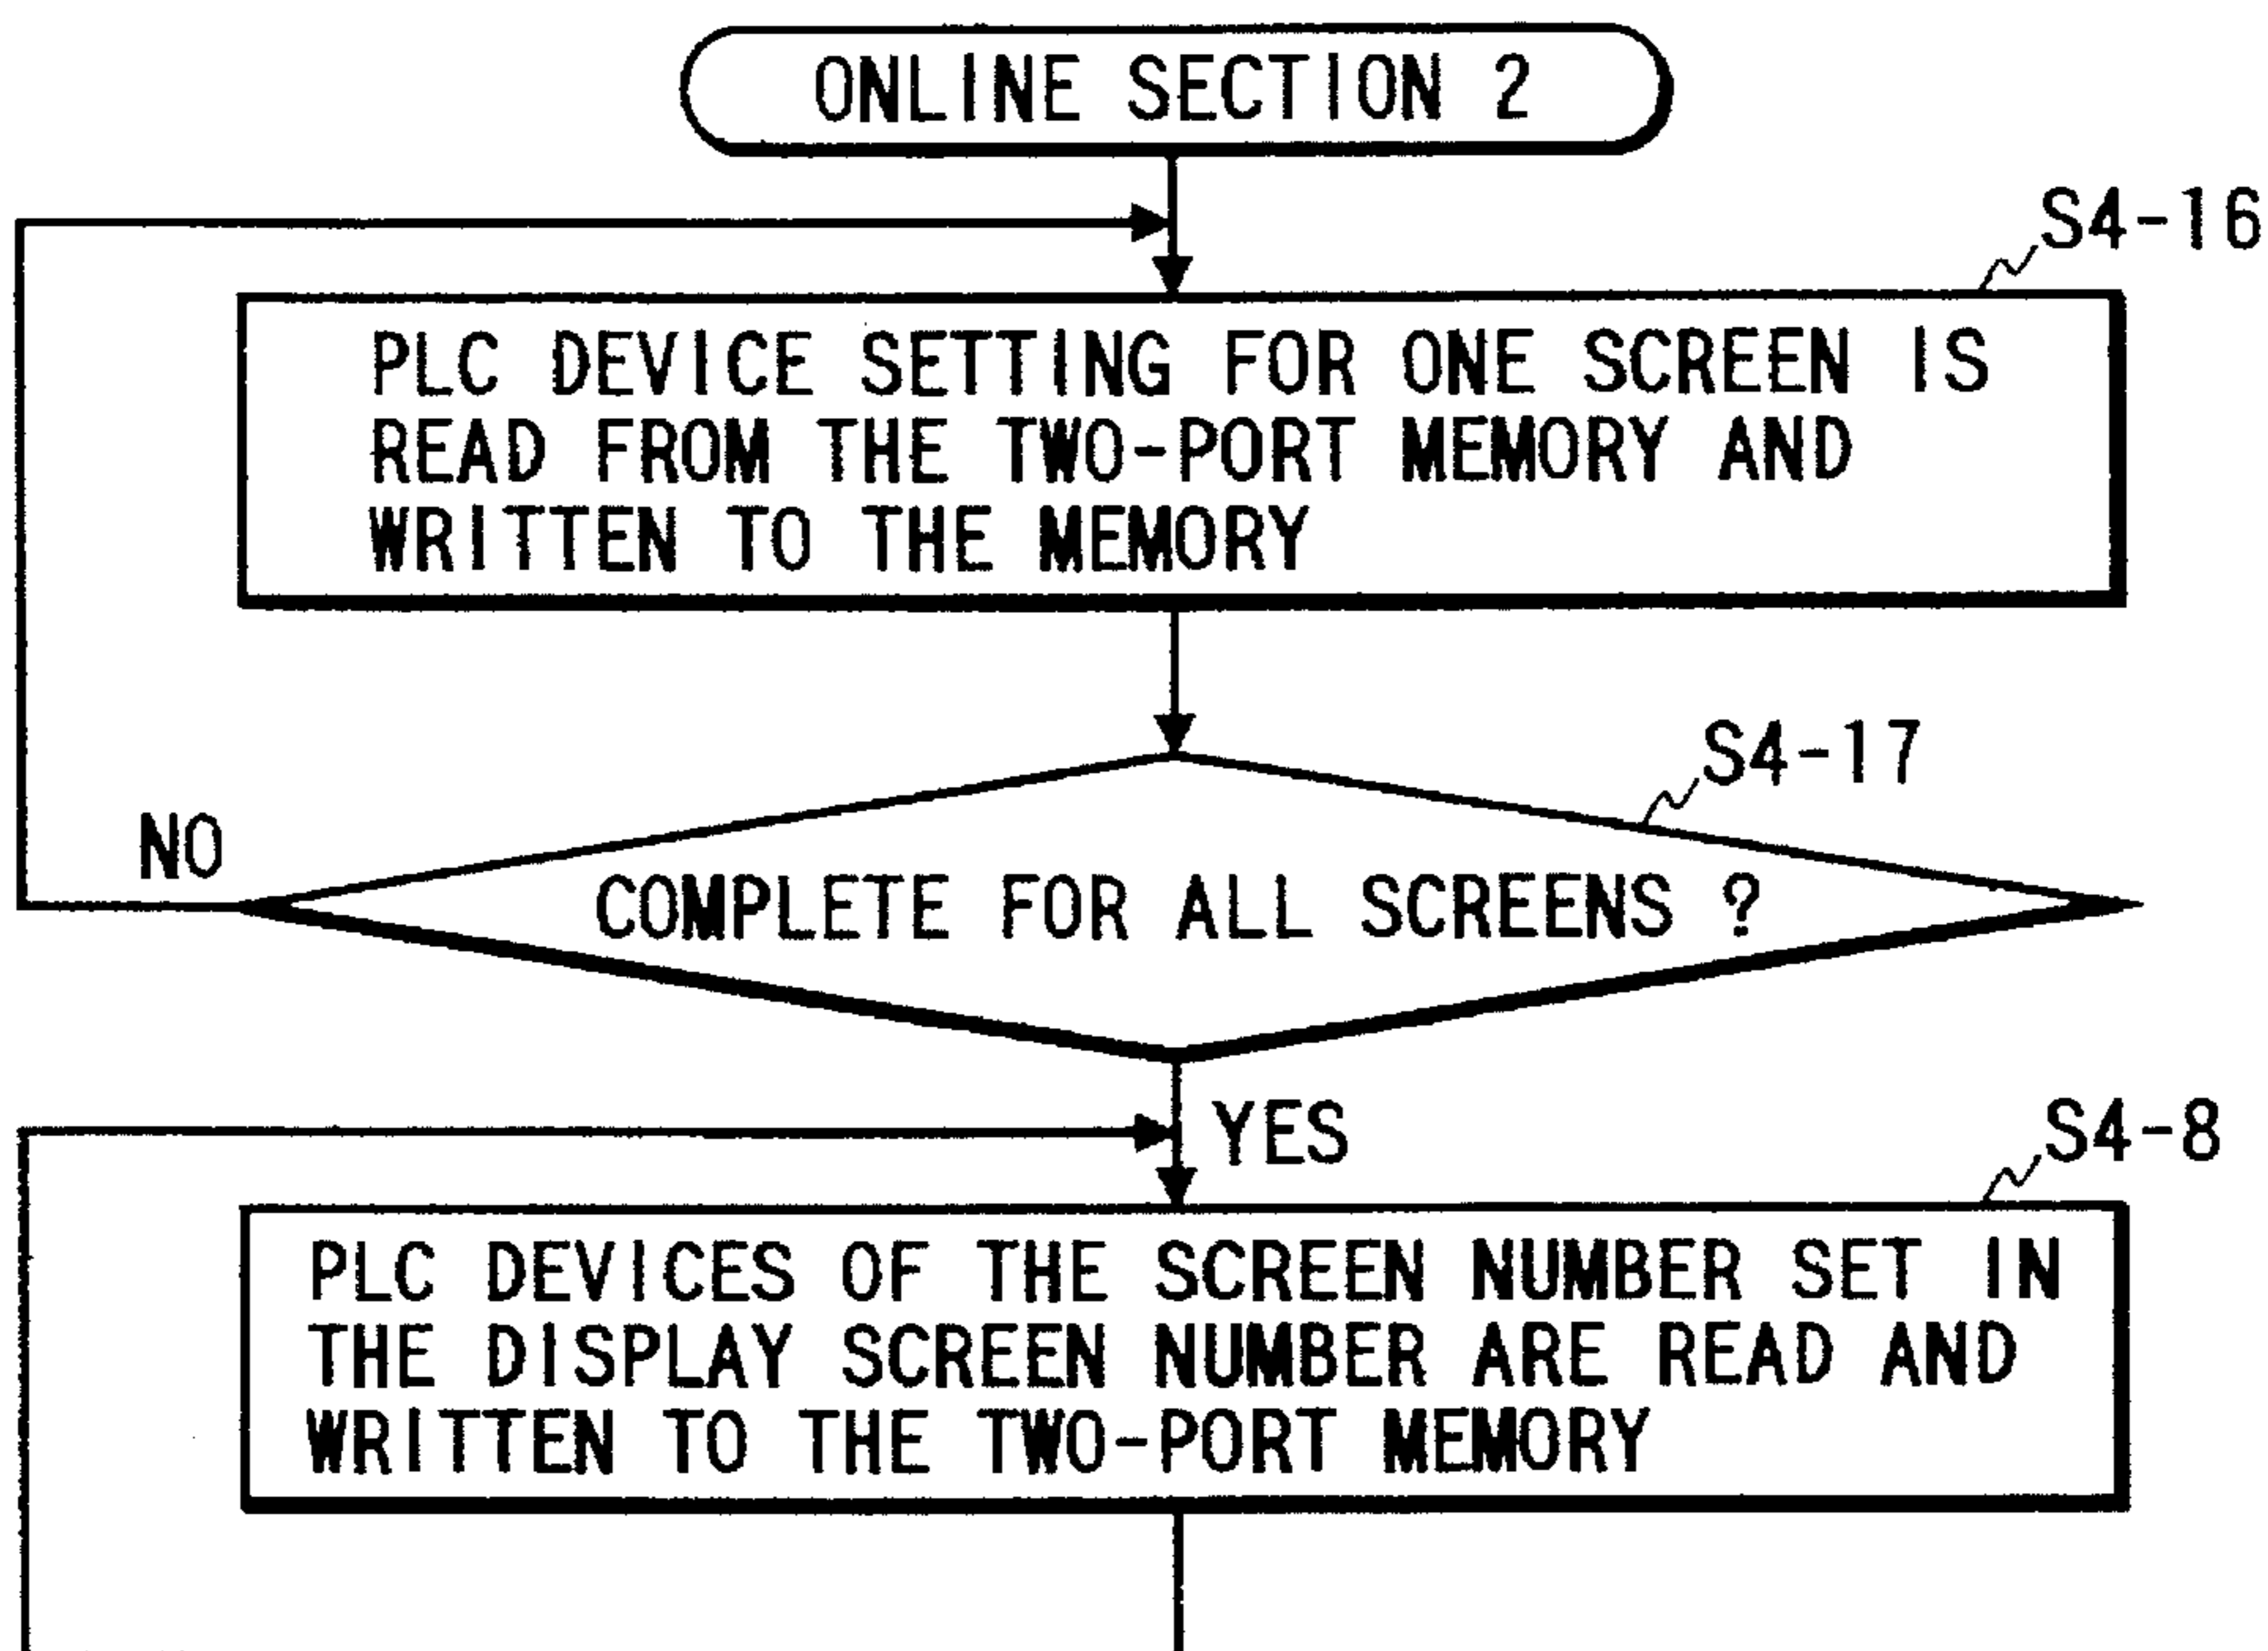 ONLINE SECTION 2
S4-16
PLC DEVICE SETTING FOR ONE SCREEN IS
READ FROM THE TWO-PORT MEMORY AND
WRITTEN TO THE MEMORY
S4-17
NO
COMPLETE FOR ALL SCREENS ?
YES
S4-8
PLC DEVICES OF THE SCREEN NUMBER SET IN
THE DISPLAY SCREEN NUMBER ARE READ AND
WRITTEN TO THE TWO-PORT MEMORY